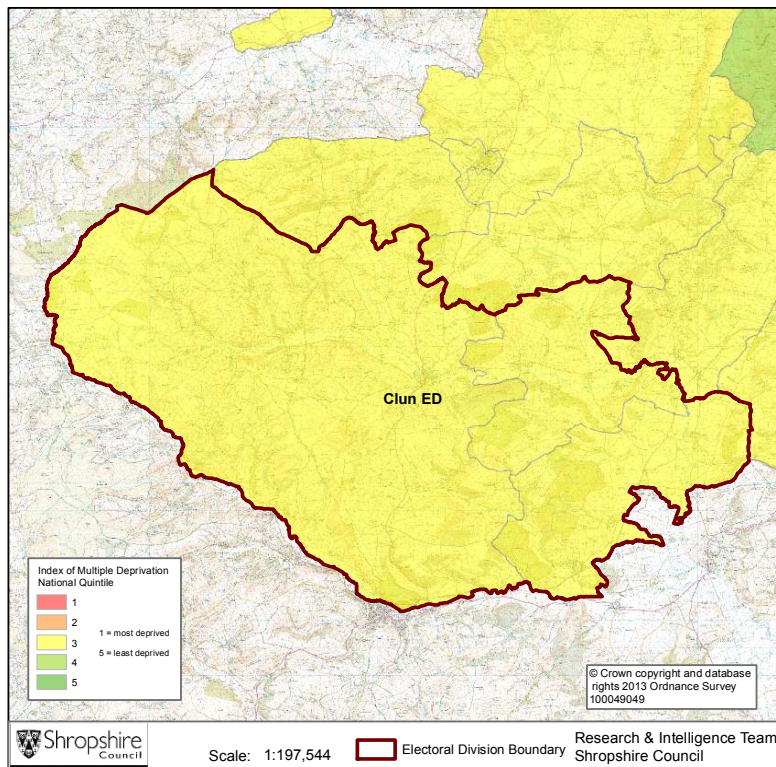 Clun ED
Index of Multiple Deprivation
National Quintile
1
2
3
4
5
1 = most deprived
5 = least deprived
© Crown copyright and database
rights 2013 Ordnance Survey
100049049
Shropshire
Council
Scale: 1:197,544
Electoral Division Boundary
Research & Intelligence Team
Shropshire Council